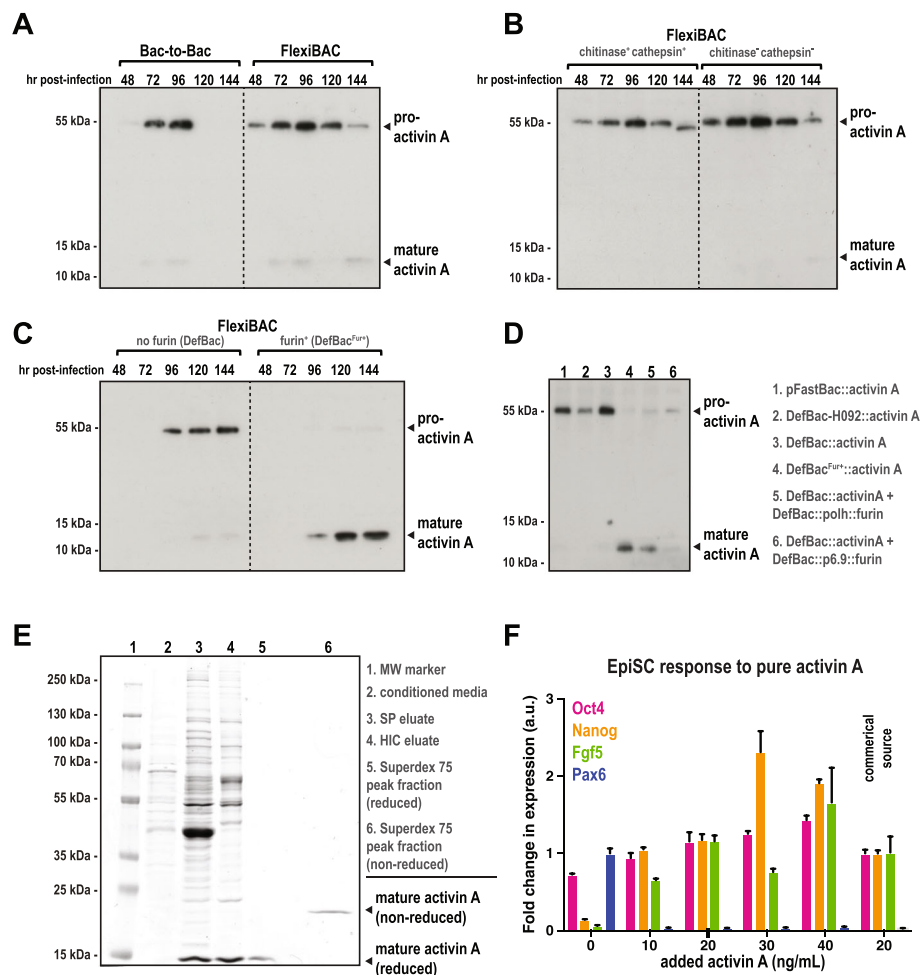 A
Bac-to-Bac
FlexiBAC
hr post-infection 48 72 96 120 144 48 72 96 120 144
55 kDa -
pro-
activin A
15 kDa -
10 kDa -
mature
activin A
B
FlexiBAC
chitinase⁺ cathepsin⁺
chitinase⁻cathepsin⁻
hr post-infection 48 72 96 120 144 48 72 96 120 144
55 kDa -
pro-
activin A
15 kDa -
10 kDa -
mature
activin A
C
FlexiBAC
no furin (DefBac)
furin⁺ (DefBacFur+)
hr post-infection 48 72 96 120 144 48 72 96 120 144
55 kDa -
pro-
activin A
15 kDa -
10 kDa -
mature
activin A
D
1 2 3 4 5 6
55 kDa -
pro-
activin A
15 kDa -
10 kDa -
mature
activin A
1. pFastBac::activin A
2. DefBac-H092::activin A
3. DefBac::activin A
4. DefBacFur+::activin A
5. DefBac::activinA +
DefBac::polh::furin
6. DefBac::activinA +
DefBac::p6.9::furin
E
1 2 3 4 5 6
250 kDa -
130 kDa -
100 kDa -
70 kDa -
55 kDa -
35 kDa -
25 kDa -
15 kDa -
1. MW marker
2. conditioned media
3. SP eluate
4. HIC eluate
5. Superdex 75
peak fraction
(reduced)
6. Superdex 75
peak fraction
(non-reduced)
mature activin A
(non-reduced)
mature activin A
(reduced)
F
EpiSC response to pure activin A
Fold change in expression (a.u.)
3
2
1
0
Oct4
Nanog
Fgf5
Pax6
commerical
source
0 10 20 30 40 20
added activin A (ng/mL)